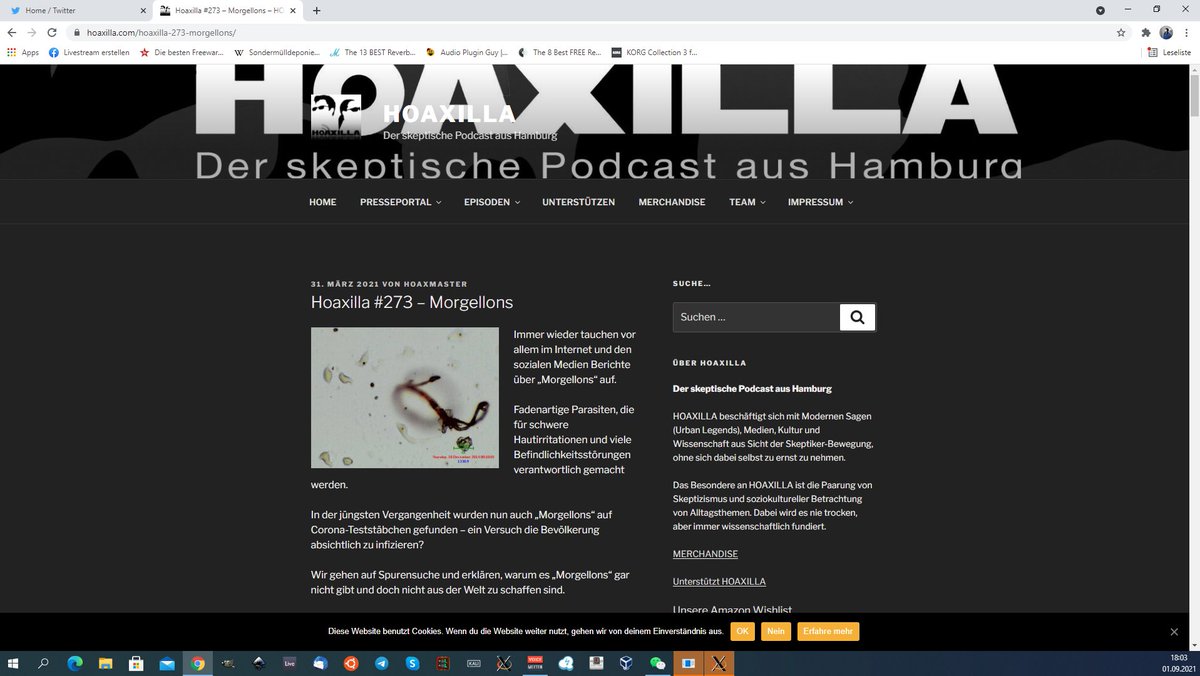 Home / Twitter
Hoaxilla #273 – Morgellons – HO
hoaxilla.com/hoaxilla-273-morgellons/
Apps
Livestream erstellen
Die besten Freewar...
Sondermülldeponie...
The 13 BEST Reverb...
Audio Plugin Guy |...
The 8 Best FREE Re...
KORG Collection 3 f...
Leseliste
HOAXILLA
Der skeptische Podcast aus Hamburg
HOAXILLA
HOAXILLA
Der skeptische Podcast aus Hamburg
HOME
PRESSEPORTAL
EPISODEN
UNTERSTÜTZEN
MERCHANDISE
TEAM
IMPRESSUM
31. MÄRZ 2021 VON HOAXMASTER
Hoaxilla #273 – Morgellons
Immer wieder tauchen vor
allem im Internet und den
sozialen Medien Berichte
über „Morgellons“ auf.
Fadenartige Parasiten, die
für schwere
Hautirritationen und viele
Befindlichkeitsstörungen
verantwortlich gemacht
werden.
In der jüngsten Vergangenheit wurden nun auch „Morgellons“ auf
Corona-Teststäbchen gefunden – ein Versuch die Bevölkerung
absichtlich zu infizieren?
Wir gehen auf Spurensuche und erklären, warum es „Morgellons“ gar
nicht gibt und doch nicht aus der Welt zu schaffen sind.
SUCHE...
Suchen ...
ÜBER HOAXILLA
Der skeptische Podcast aus Hamburg
HOAXILLA beschäftigt sich mit Modernen Sagen
(Urban Legends), Medien, Kultur und
Wissenschaft aus Sicht der Skeptiker-Bewegung,
ohne sich dabei selbst zu ernst zu nehmen.
Das Besondere an HOAXILLA ist die Paarung von
Skeptizismus und soziokultureller Betrachtung
von Alltagsthemen. Dabei wird es nie trocken,
aber immer wissenschaftlich fundiert.
MERCHANDISE
Unterstützt HOAXILLA
Unsere Amazon Wishlist
Diese Website benutzt Cookies. Wenn du die Website weiter nutzt, gehen wir von deinem Einverständnis aus.
OK
Nein
Erfahre mehr
Live
KALI
18:03
01.09.2021